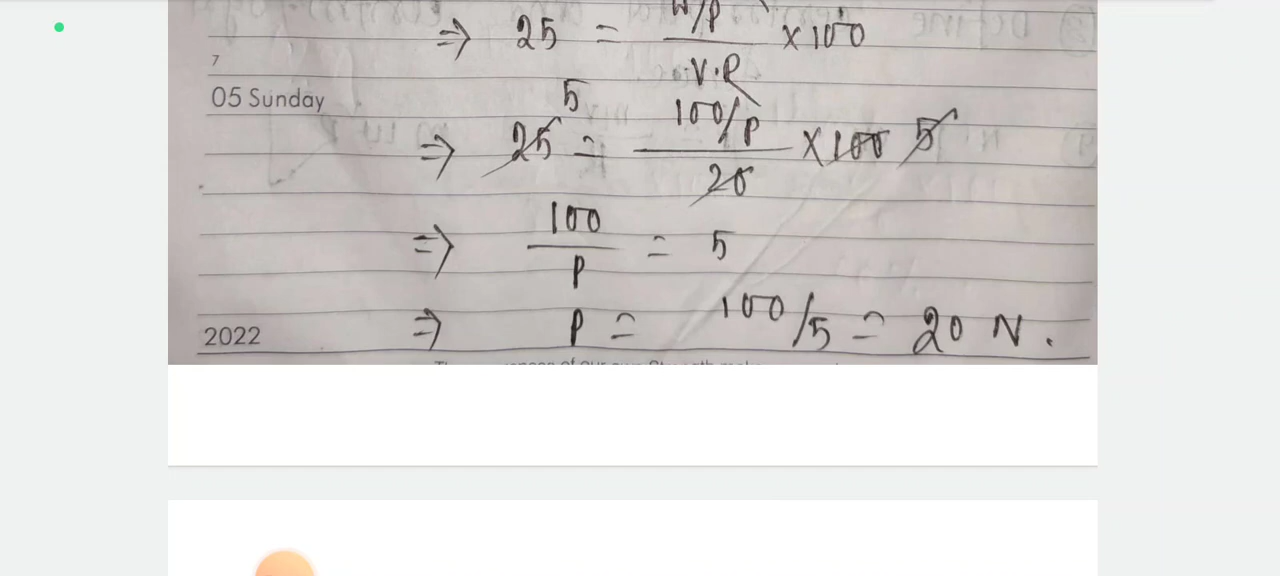 ⇒ 25 = W/P / V.R × 100
7
05 Sunday
5
⇒ 25 = 100/P / 20 × 100 5
⇒ 100 / P = 5
2022 ⇒ P = 100/5 = 20 N.